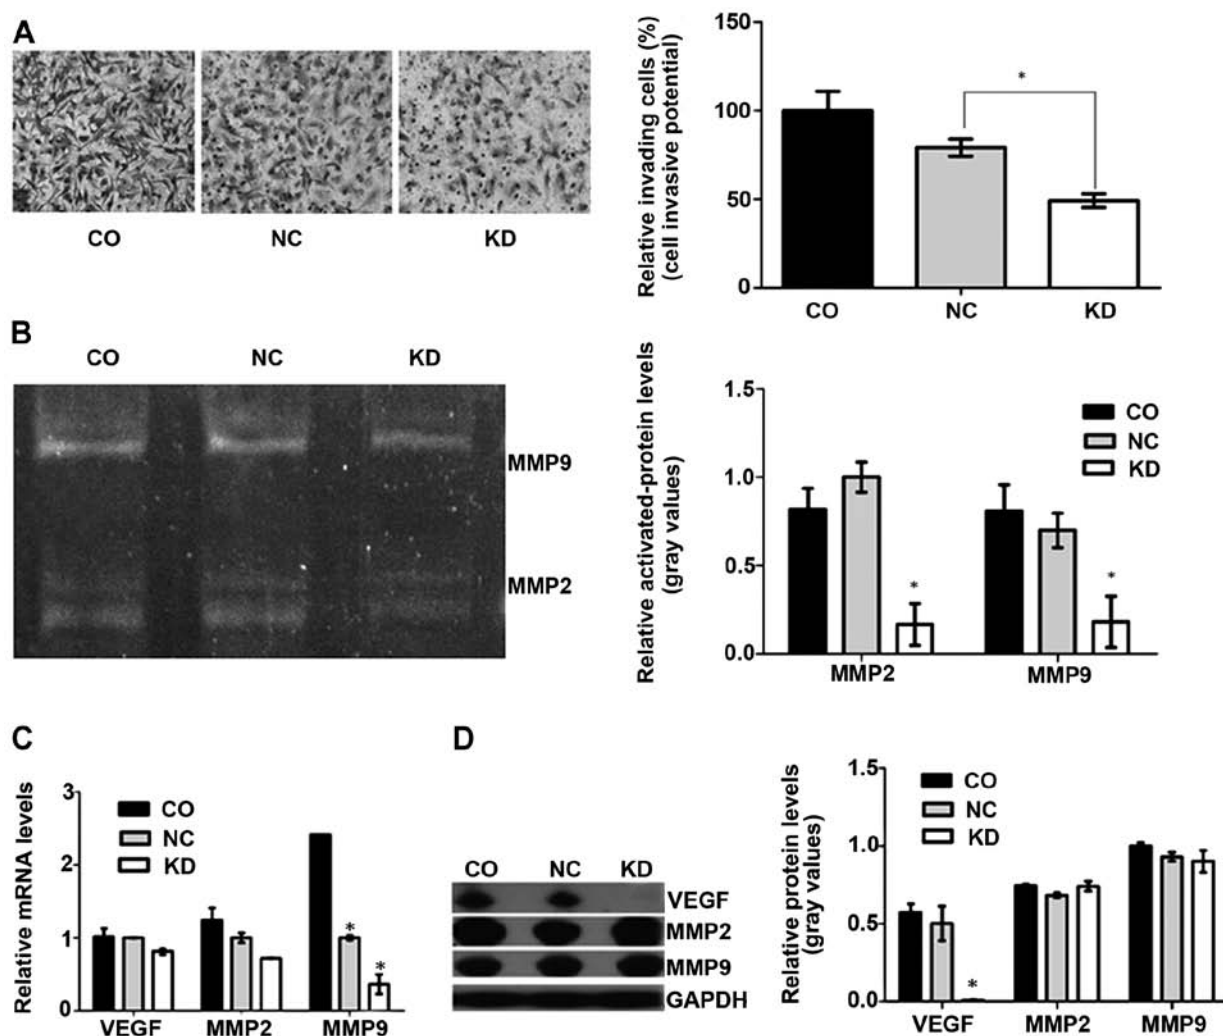 A
CO NC KD
Relative invading cells (%)
(cell invasive potential)
150
100
50
0
*
CO NC KD
B
CO NC KD
MMP9
MMP2
Relative activated-protein levels
(gray values)
1.5
1.0
0.5
0.0
CO
NC
KD
*
*
MMP2 MMP9
C
Relative mRNA levels
3
2
1
0
CO
NC
KD
*
*
VEGF MMP2 MMP9
D
CO NC KD
VEGF
MMP2
MMP9
GAPDH
Relative protein levels
(gray values)
1.5
1.0
0.5
0.0
CO
NC
KD
*
VEGF MMP2 MMP9